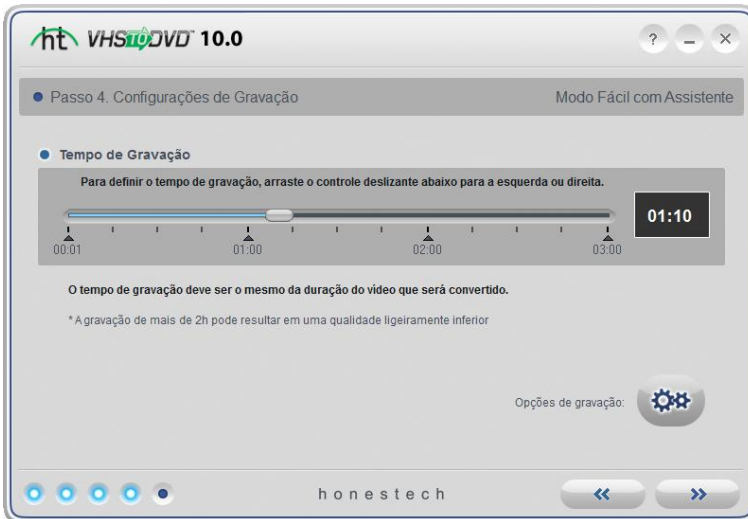 ht VHSTODVD™ 10.0
?
Passo 4. Configurações de Gravação
Modo Fácil com Assistente
Tempo de Gravação
Para definir o tempo de gravação, arraste o controle deslizante abaixo para a esquerda ou direita.
01:10
00:01 01:00 02:00 03:00
O tempo de gravação deve ser o mesmo da duração do vídeo que será convertido.
* A gravação de mais de 2h pode resultar em uma qualidade ligeiramente inferior
Opções de gravação:
honestech